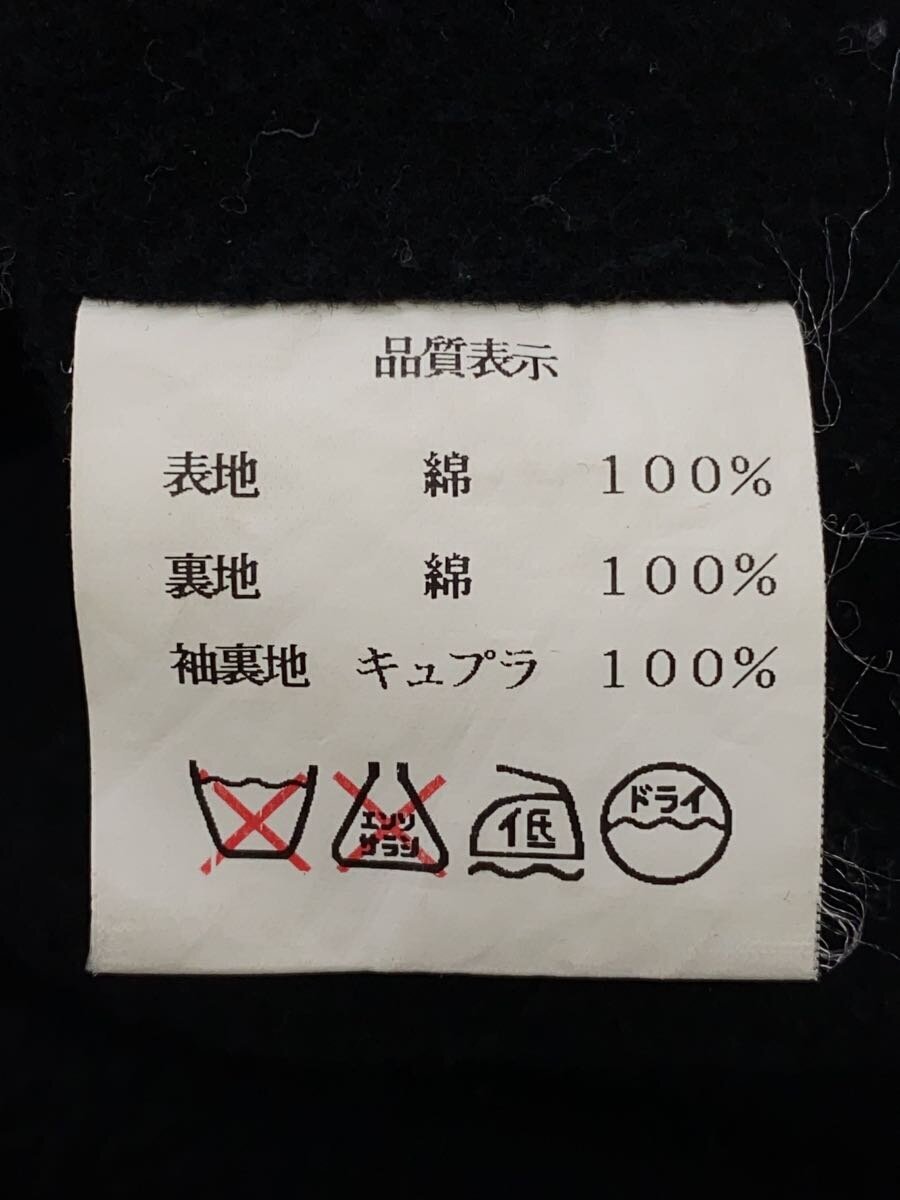 品質表示
表地 綿 100%
裏地 綿 100%
袖裏地 キュプラ 100%
エンソ
サラシ
低
ドライ